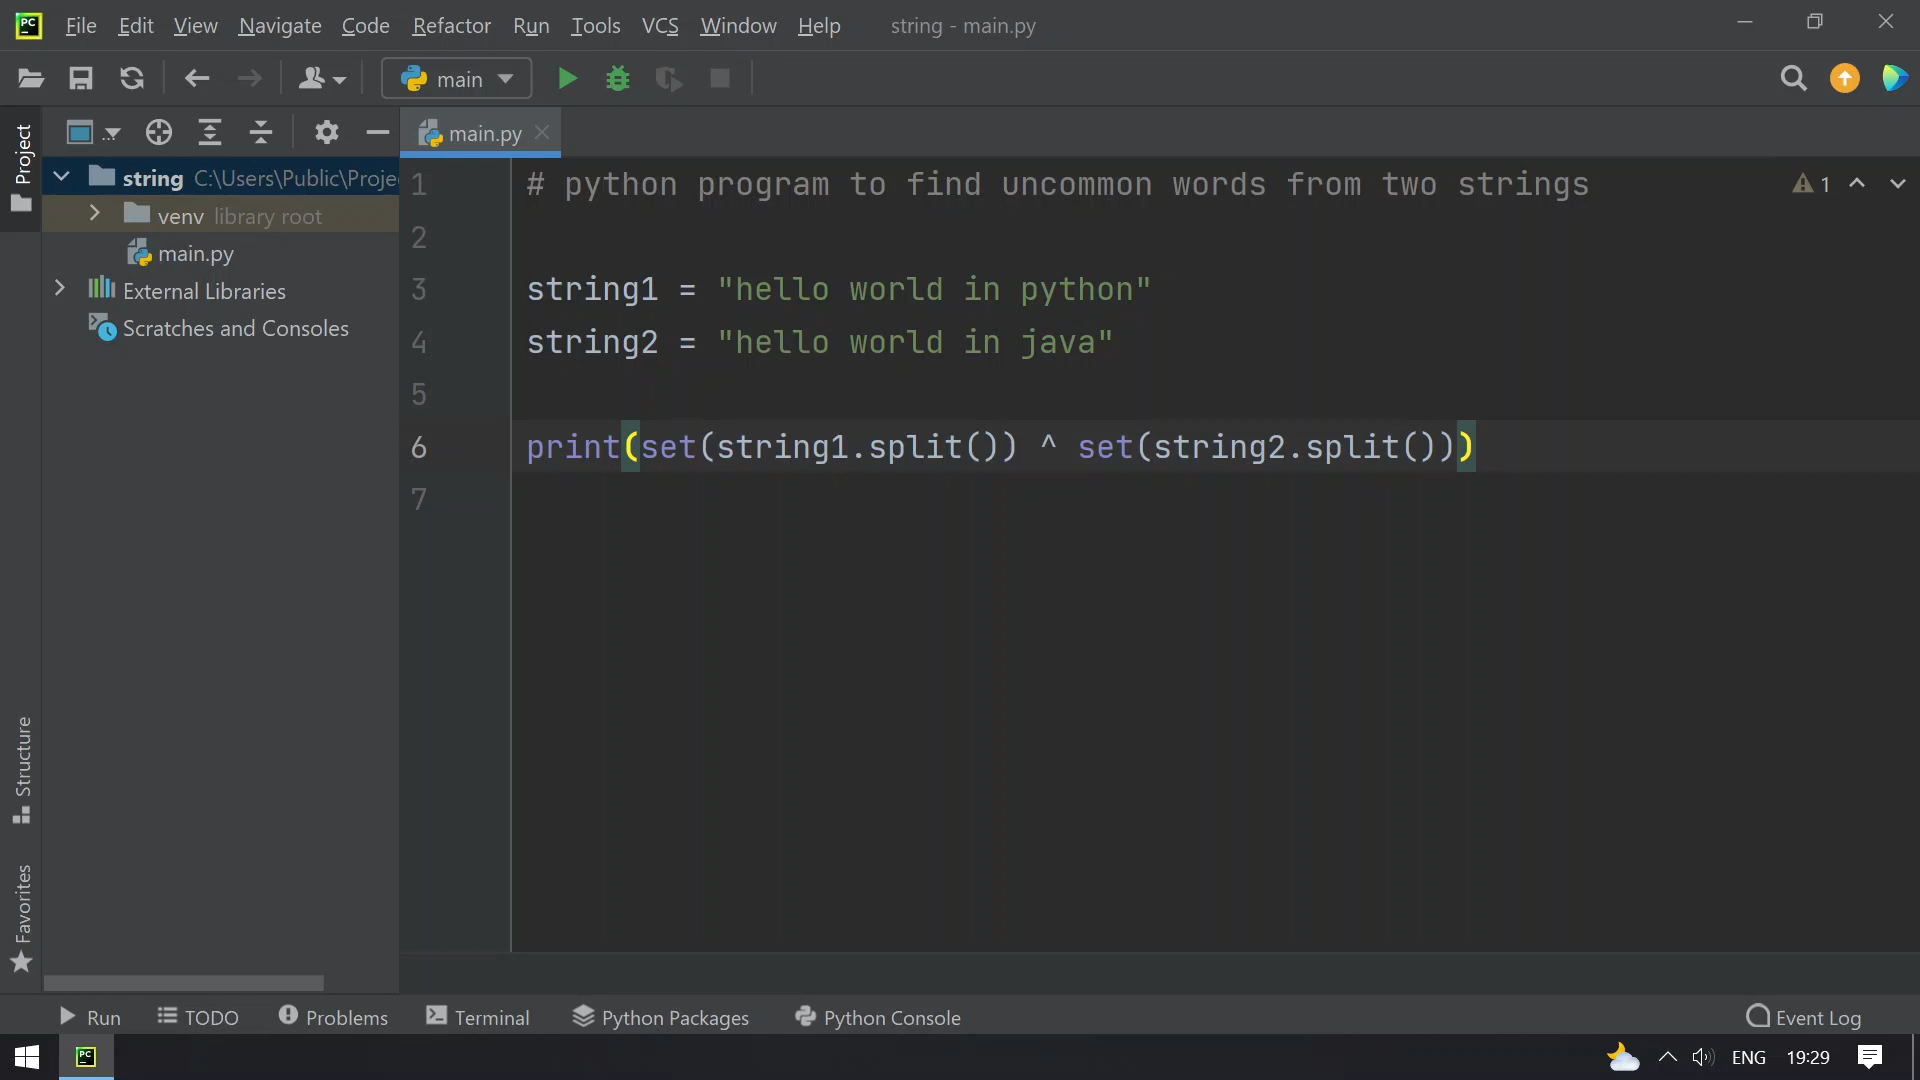 PC File Edit View Navigate Code Refactor Run Tools VCS Window Help string - main.py
main
Project
... main.py
string C:\Users\Public\Proje
venv library root
main.py
External Libraries
Scratches and Consoles
1 # python program to find uncommon words from two strings 1
2
3 string1 = "hello world in python"
4 string2 = "hello world in java"
5
6 print(set(string1.split()) ^ set(string2.split()))
7
Structure
Favorites
Run TODO Problems Terminal Python Packages Python Console Event Log
PC ENG 19:29